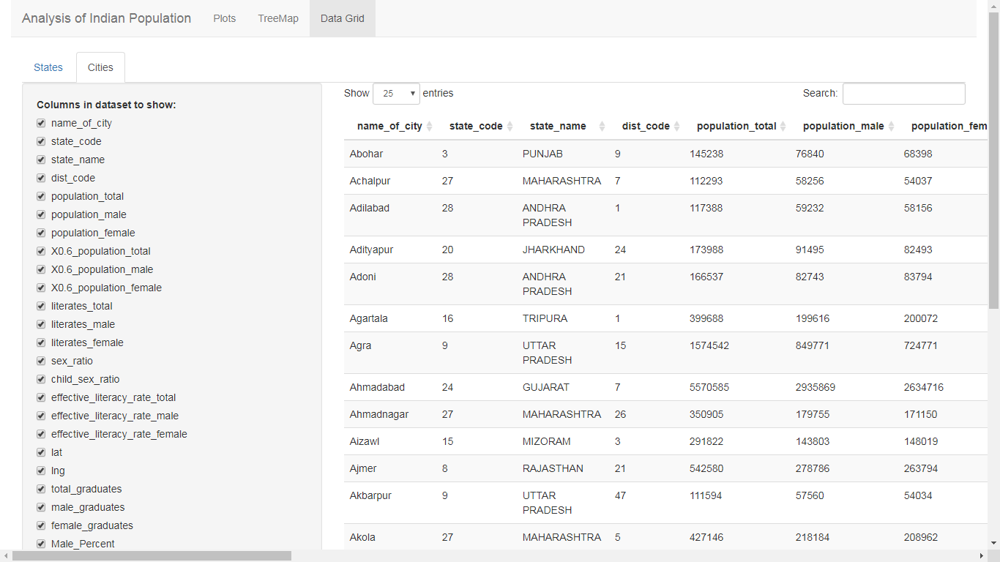 Analysis of Indian Population Plots TreeMap Data Grid
States Cities
Columns in dataset to show:
name_of_city
state_code
state_name
dist_code
population_total
population_male
population_female
X0.6_population_total
X0.6_population_male
X0.6_population_female
literates_total
literates_male
literates_female
sex_ratio
child_sex_ratio
effective_literacy_rate_total
effective_literacy_rate_male
effective_literacy_rate_female
lat
lng
total_graduates
male_graduates
female_graduates
Male_Percent
Show 25 entries Search:
name_of_city state_code state_name dist_code population_total population_male population_fem
Abohar 3 PUNJAB 9 145238 76840 68398
Achalpur 27 MAHARASHTRA 7 112293 58256 54037
Adilabad 28 ANDHRA PRADESH 1 117388 59232 58156
Adityapur 20 JHARKHAND 24 173988 91495 82493
Adoni 28 ANDHRA PRADESH 21 166537 82743 83794
Agartala 16 TRIPURA 1 399688 199616 200072
Agra 9 UTTAR PRADESH 15 1574542 849771 724771
Ahmadabad 24 GUJARAT 7 5570585 2935869 2634716
Ahmadnagar 27 MAHARASHTRA 26 350905 179755 171150
Aizawl 15 MIZORAM 3 291822 143803 148019
Ajmer 8 RAJASTHAN 21 542580 278786 263794
Akbarpur 9 UTTAR PRADESH 47 111594 57560 54034
Akola 27 MAHARASHTRA 5 427146 218184 208962